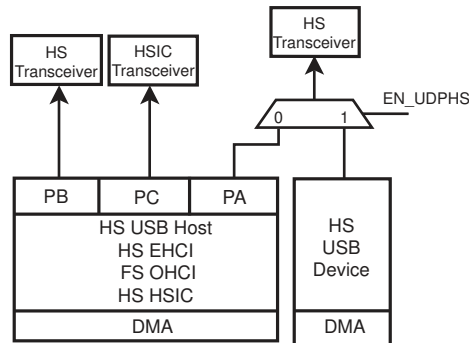 HS
Transceiver
HSIC
Transceiver
HS
Transceiver
EN_UDPHS
0
1
PB
PC
PA
HS USB Host
HS EHCI
FS OHCI
HS HSIC
DMA
HS
USB
Device
DMA